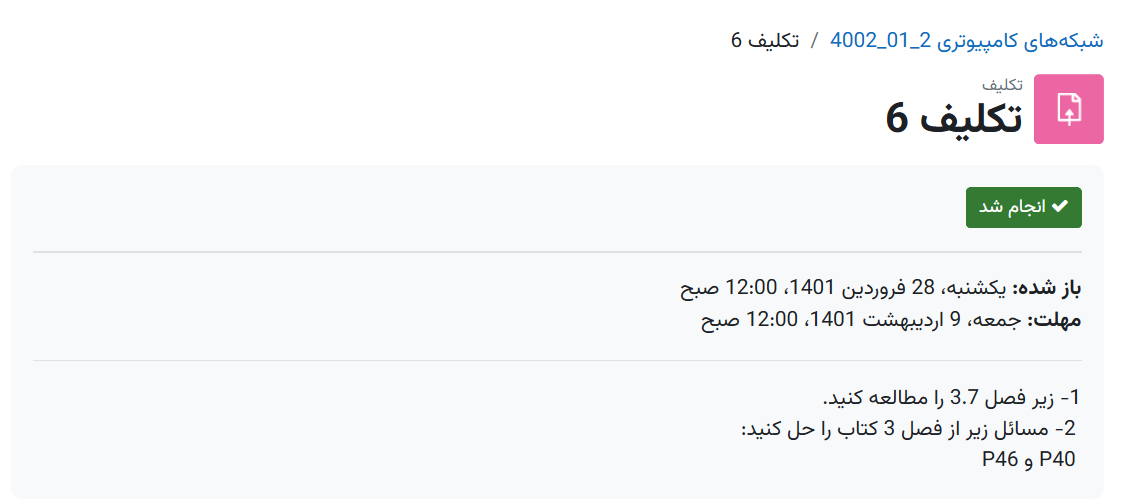 شبکه‌های کامپیوتری 2_01_4002 / تکلیف 6
تکلیف
تکلیف 6
انجام شد
باز شده: یکشنبه، 28 فروردین 1401، 12:00 صبح
مهلت: جمعه، 9 اردیبهشت 1401، 12:00 صبح
1- زیر فصل 3.7 را مطالعه کنید.
2- مسائل زیر از فصل 3 کتاب را حل کنید:
P40 و P46